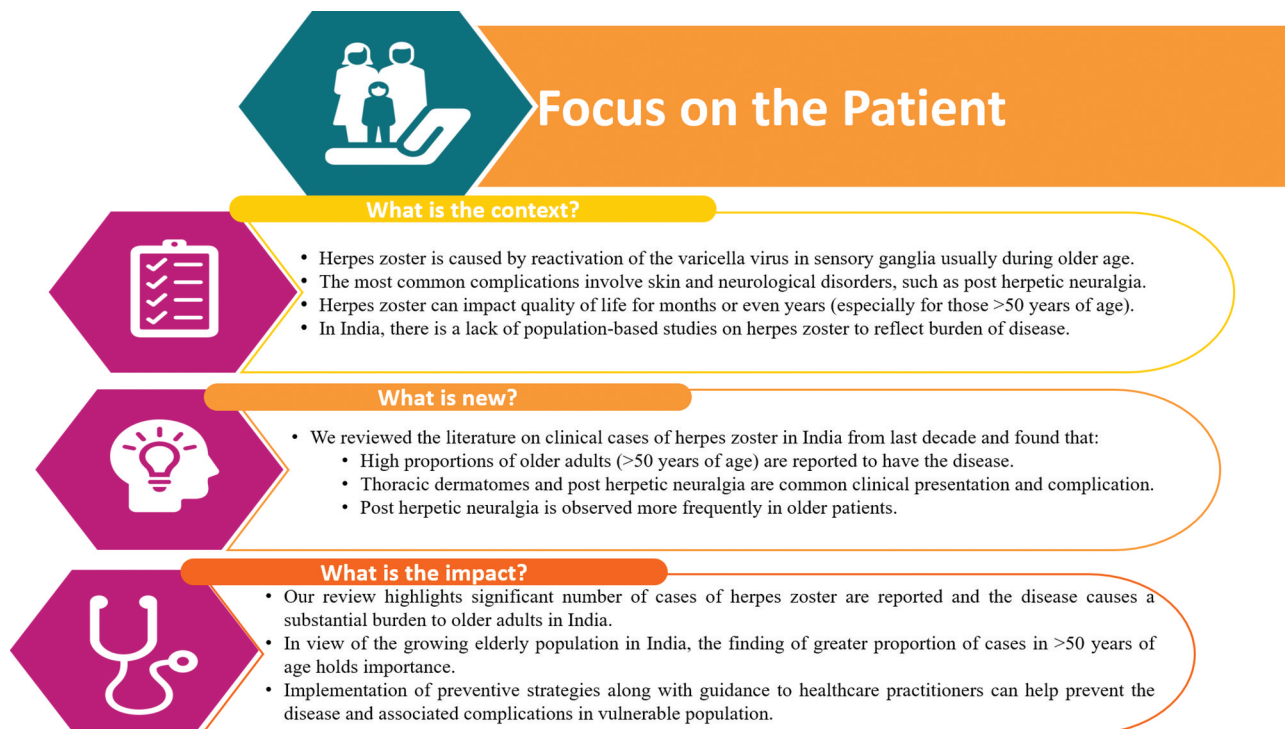 Focus on the Patient
What is the context?
• Herpes zoster is caused by reactivation of the varicella virus in sensory ganglia usually during older age.
• The most common complications involve skin and neurological disorders, such as post herpetic neuralgia.
• Herpes zoster can impact quality of life for months or even years (especially for those >50 years of age).
• In India, there is a lack of population-based studies on herpes zoster to reflect burden of disease.
What is new?
• We reviewed the literature on clinical cases of herpes zoster in India from last decade and found that:
• High proportions of older adults (>50 years of age) are reported to have the disease.
• Thoracic dermatomes and post herpetic neuralgia are common clinical presentation and complication.
• Post herpetic neuralgia is observed more frequently in older patients.
What is the impact?
• Our review highlights significant number of cases of herpes zoster are reported and the disease causes a
substantial burden to older adults in India.
• In view of the growing elderly population in India, the finding of greater proportion of cases in >50 years of
age holds importance.
• Implementation of preventive strategies along with guidance to healthcare practitioners can help prevent the
disease and associated complications in vulnerable population.